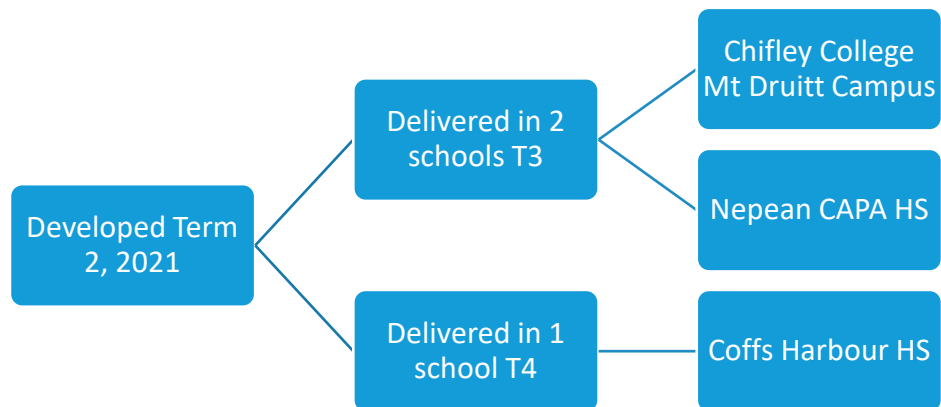 Developed Term
2, 2021
Delivered in 2
schools T3
Chifley College
Mt Druitt Campus
Nepean CAPA HS
Delivered in 1
school T4
Coffs Harbour HS